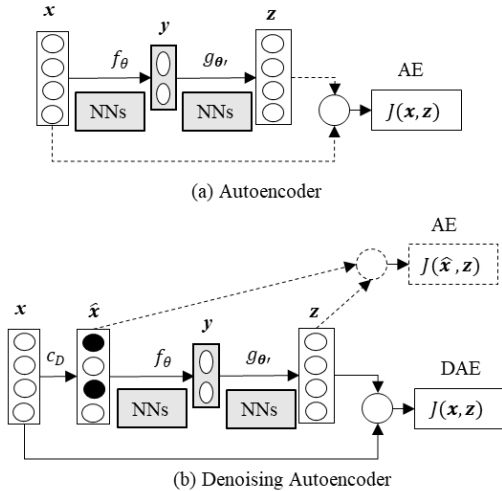 x
y
z
f_θ
g_θ′
AE
NNs
NNs
J(x, z)
(a) Autoencoder
AE
J(x̂, z)
x
x̂
y
z
c_D
f_θ
g_θ′
DAE
NNs
NNs
J(x, z)
(b) Denoising Autoencoder